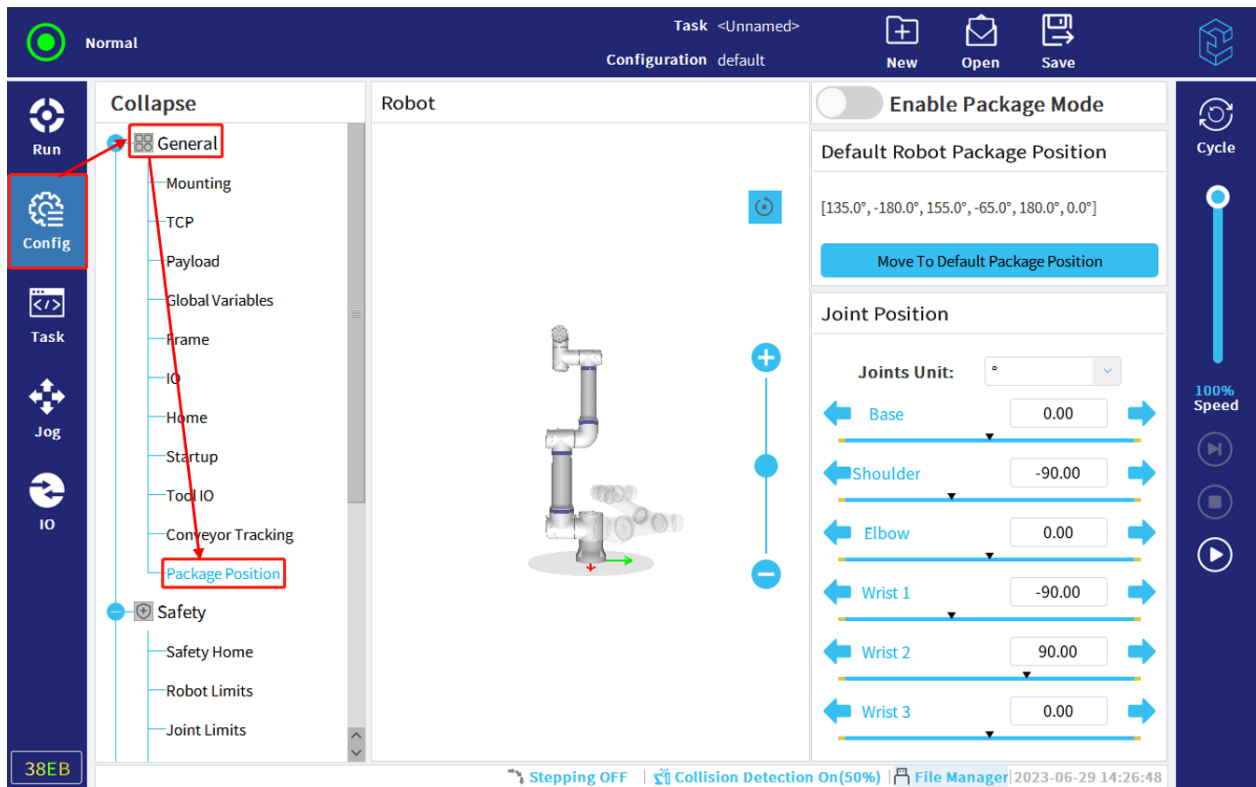 Normal
Task <Unnamed>
Configuration default
New
Open
Save
Run
Config
Task
Jog
IO
38EB
Collapse
General
Mounting
TCP
Payload
Global Variables
Frame
IO
Home
Startup
Tool IO
Conveyor Tracking
Package Position
Safety
Safety Home
Robot Limits
Joint Limits
Robot
Enable Package Mode
Default Robot Package Position
[135.0°, -180.0°, 155.0°, -65.0°, 180.0°, 0.0°]
Move To Default Package Position
Joint Position
Joints Unit: °
Base 0.00
Shoulder -90.00
Elbow 0.00
Wrist 1 -90.00
Wrist 2 90.00
Wrist 3 0.00
Cycle
100%
Speed
Stepping OFF Collision Detection On(50%) File Manager 2023-06-29 14:26:48